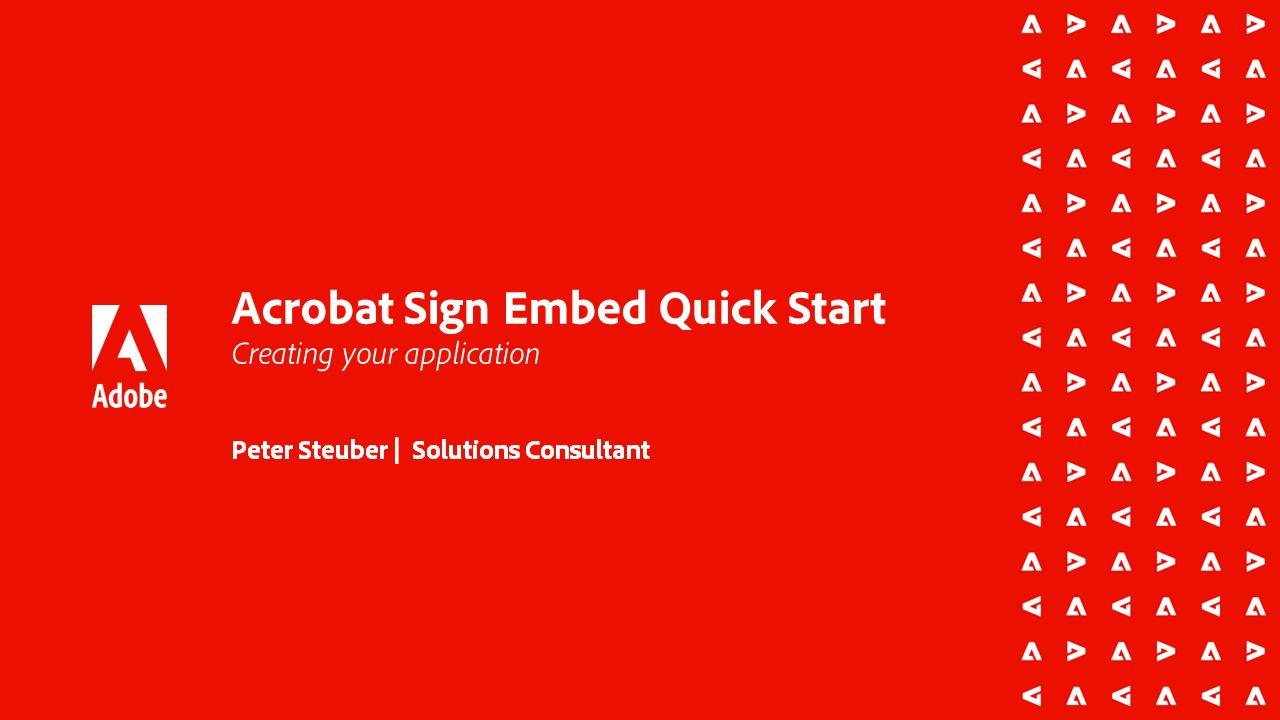 Acrobat Sign Embed Quick Start
Creating your application
Adobe
Peter Steuber | Solutions Consultant